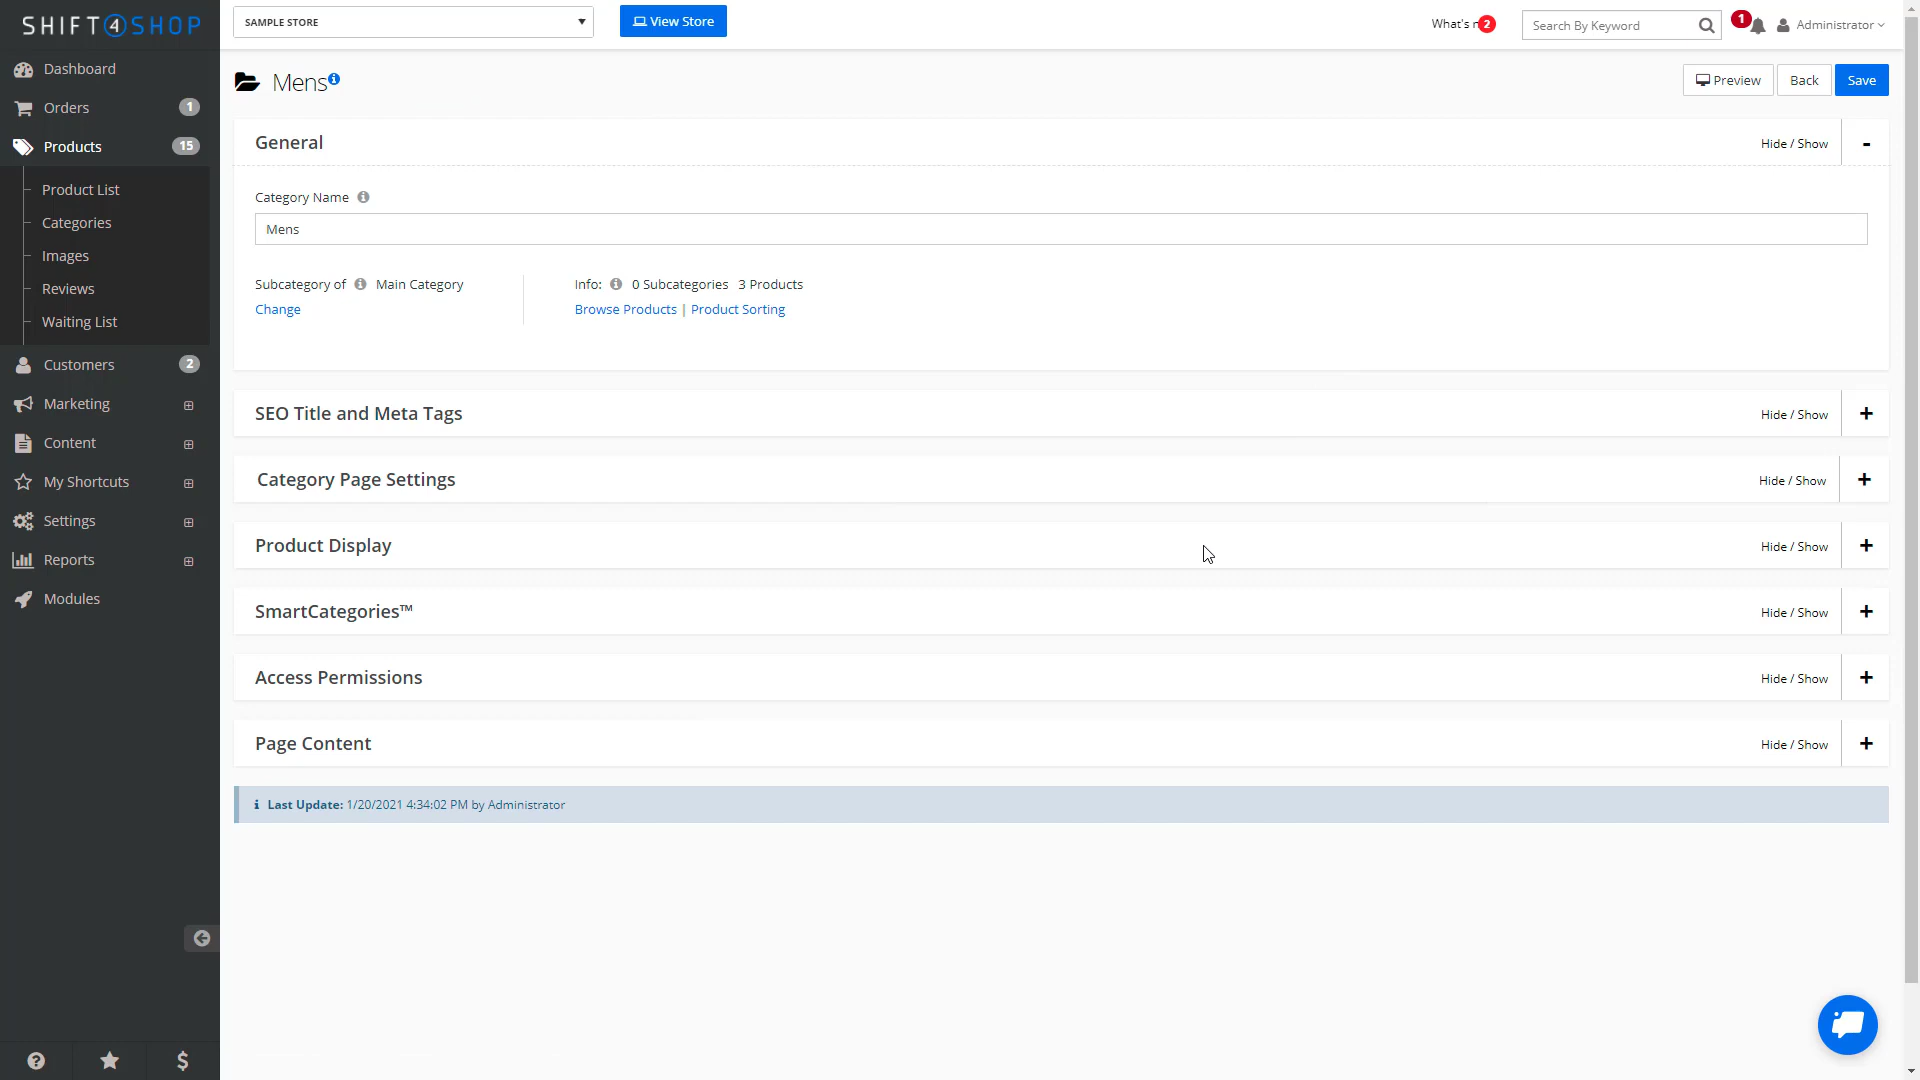 SHIFT4SHOP
SAMPLE STORE
View Store
What's
2
Search By Keyword
1
Administrator
Dashboard
Orders 1
Products 15
Product List
Categories
Images
Reviews
Waiting List
Customers 2
Marketing
Content
My Shortcuts
Settings
Reports
Modules
Mens
Preview
Back
Save
General
Hide / Show -
Category Name
Mens
Subcategory of Main Category
Change
Info: 0 Subcategories 3 Products
Browse Products | Product Sorting
SEO Title and Meta Tags
Hide / Show +
Category Page Settings
Hide / Show +
Product Display
Hide / Show +
SmartCategories™
Hide / Show +
Access Permissions
Hide / Show +
Page Content
Hide / Show +
Last Update: 1/20/2021 4:34:02 PM by Administrator